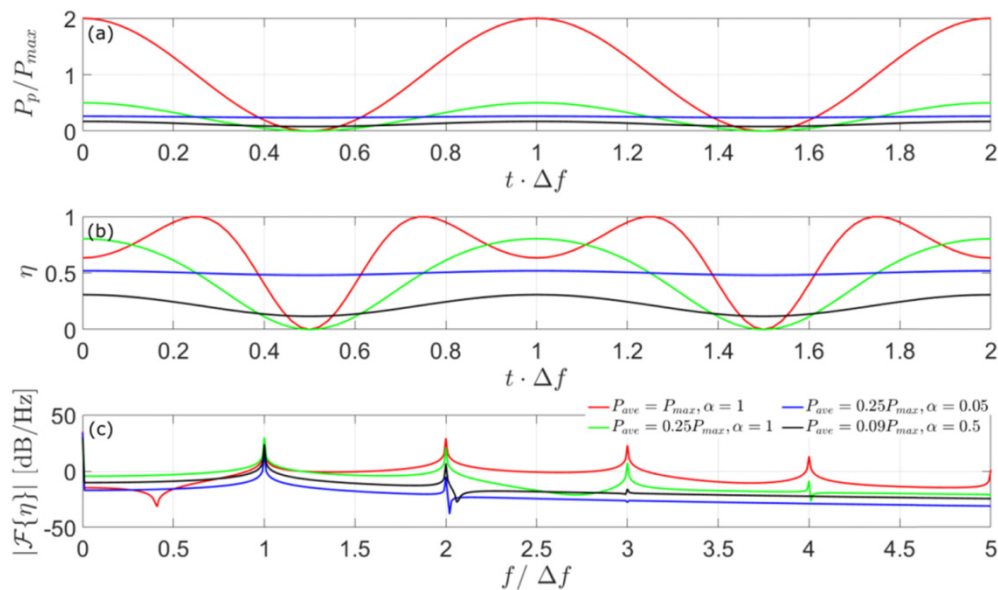 (a)
P_p/P_max
2
1
0
0 0.2 0.4 0.6 0.8 1 1.2 1.4 1.6 1.8 2
t · Δf
(b)
η
1
0.5
0
0 0.2 0.4 0.6 0.8 1 1.2 1.4 1.6 1.8 2
t · Δf
(c)
|ℱ{η}| [dB/Hz]
50
0
-50
P_ave = P_max, α = 1
P_ave = 0.25P_max, α = 0.05
P_ave = 0.25P_max, α = 1
P_ave = 0.09P_max, α = 0.5
0 0.5 1 1.5 2 2.5 3 3.5 4 4.5 5
f / Δf